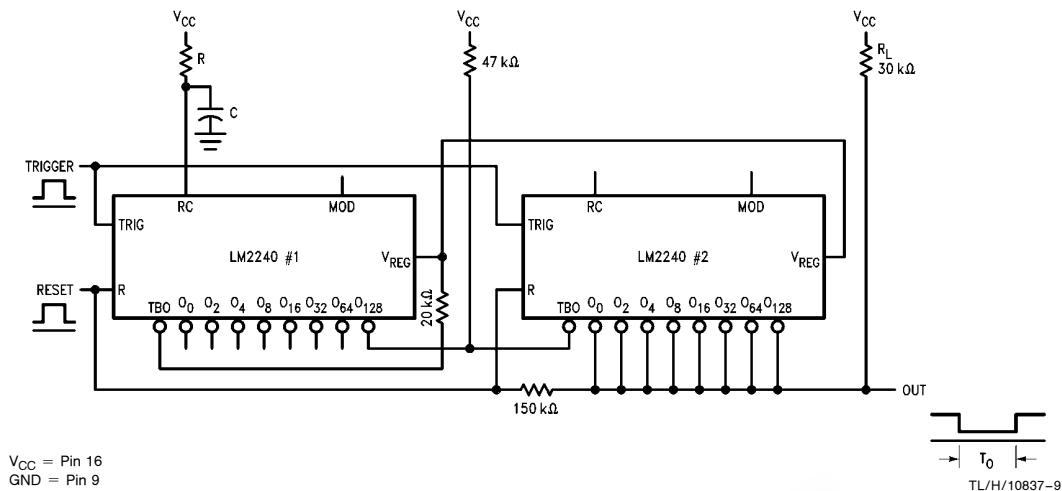 V_CC
V_CC
V_CC
R
47 kΩ
R_L
30 kΩ
C
TRIGGER
RC
MOD
RC
MOD
TRIG
TRIG
LM2240 #1
V_REG
LM2240 #2
V_REG
RESET
R
R
20 kΩ
TBO O_0 O_2 O_4 O_8 O_16 O_32 O_64 O_128
TBO O_0 O_2 O_4 O_8 O_16 O_32 O_64 O_128
150 kΩ
OUT
T_O
V_CC = Pin 16
GND = Pin 9
TL/H/10837–9